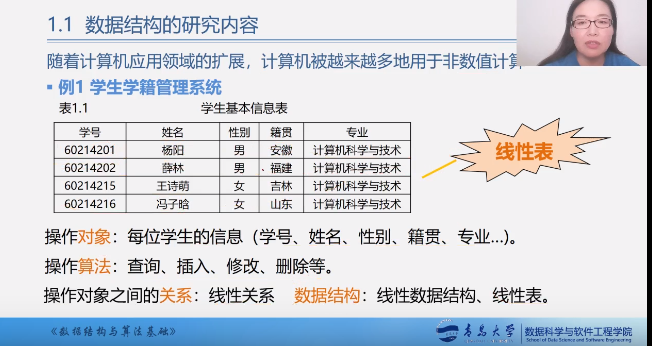 1.1 数据结构的研究内容
随着计算机应用领域的扩展，计算机被越来越多地用于非数值计算
▪ 例1 学生学籍管理系统
表1.1 学生基本信息表
学号 姓名 性别 籍贯 专业
60214201 杨阳 男 安徽 计算机科学与技术
60214202 薛林 男 福建 计算机科学与技术
60214215 王诗萌 女 吉林 计算机科学与技术
60214216 冯子晗 女 山东 计算机科学与技术
线性表
操作对象：每位学生的信息（学号、姓名、性别、籍贯、专业...)。
操作算法：查询、插入、修改、删除等。
操作对象之间的关系：线性关系 数据结构：线性数据结构、线性表。
《数据结构与算法基础》
青岛大学 数据科学与软件工程学院
School of Data Science and Software Engineering